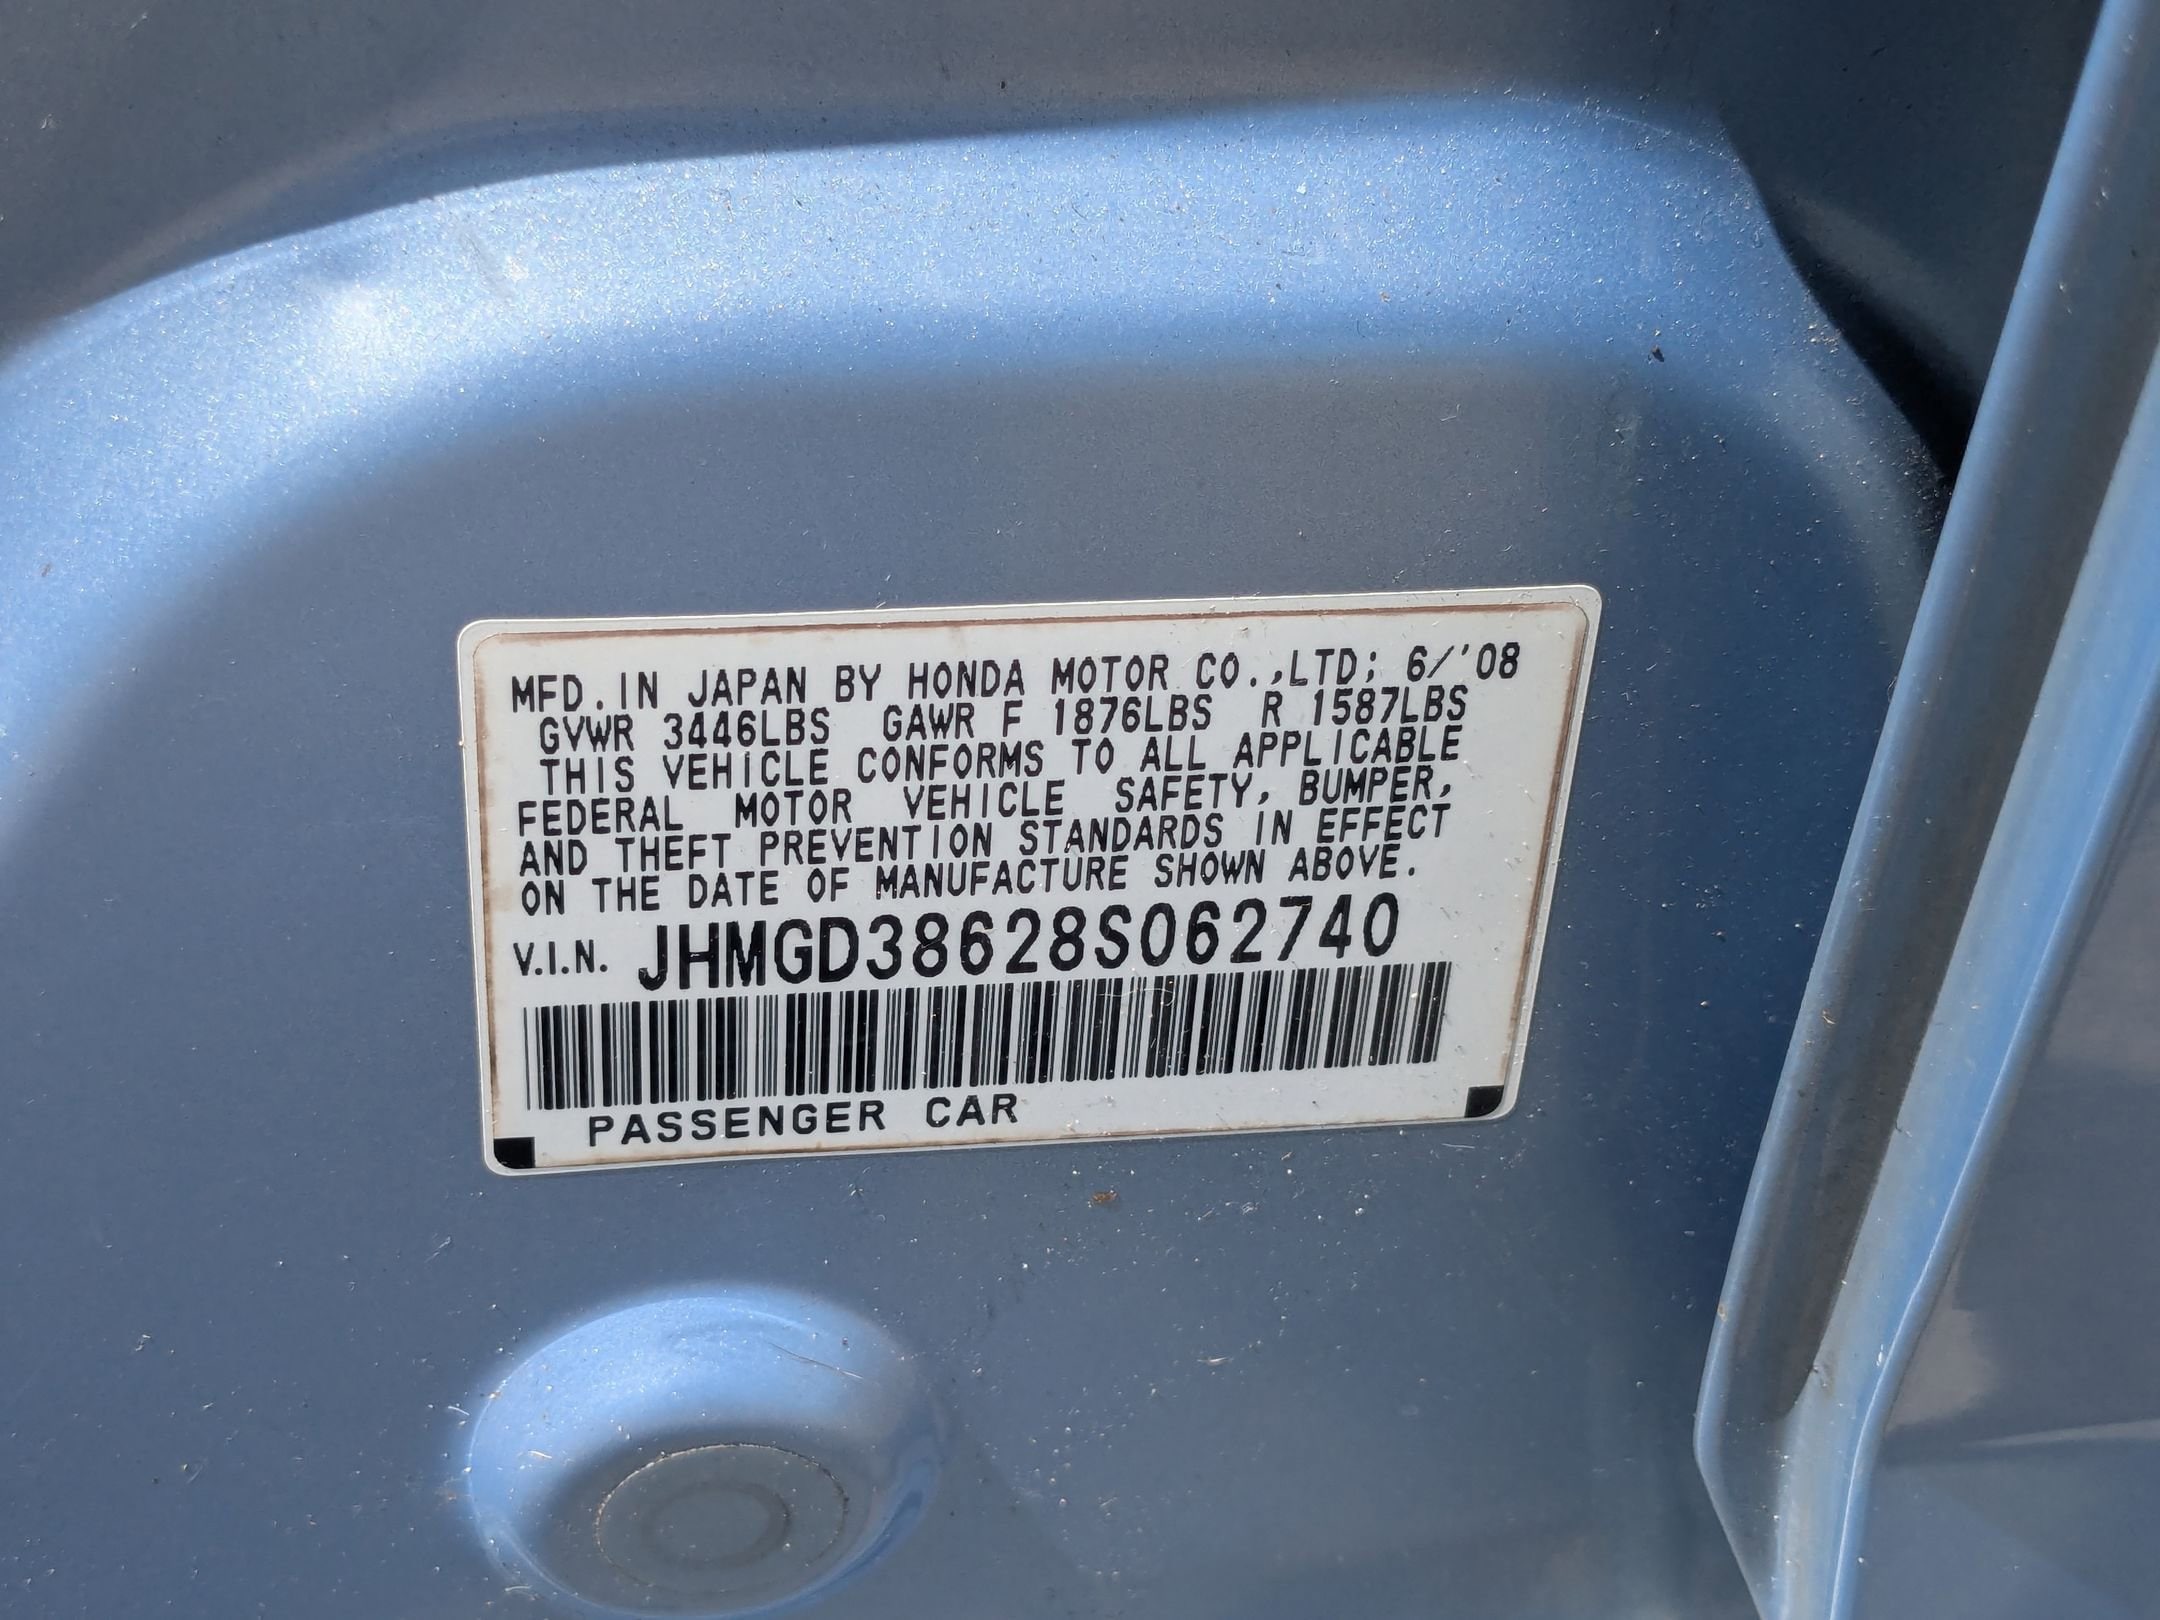 MFD.IN JAPAN BY HONDA MOTOR CO.,LTD; 6/'08
GVWR 3446LBS GAWR F 1876LBS R 1587LBS
THIS VEHICLE CONFORMS TO ALL APPLICABLE
FEDERAL MOTOR VEHICLE SAFETY, BUMPER,
AND THEFT PREVENTION STANDARDS IN EFFECT
ON THE DATE OF MANUFACTURE SHOWN ABOVE.
V.I.N. JHMGD38628S062740
PASSENGER CAR